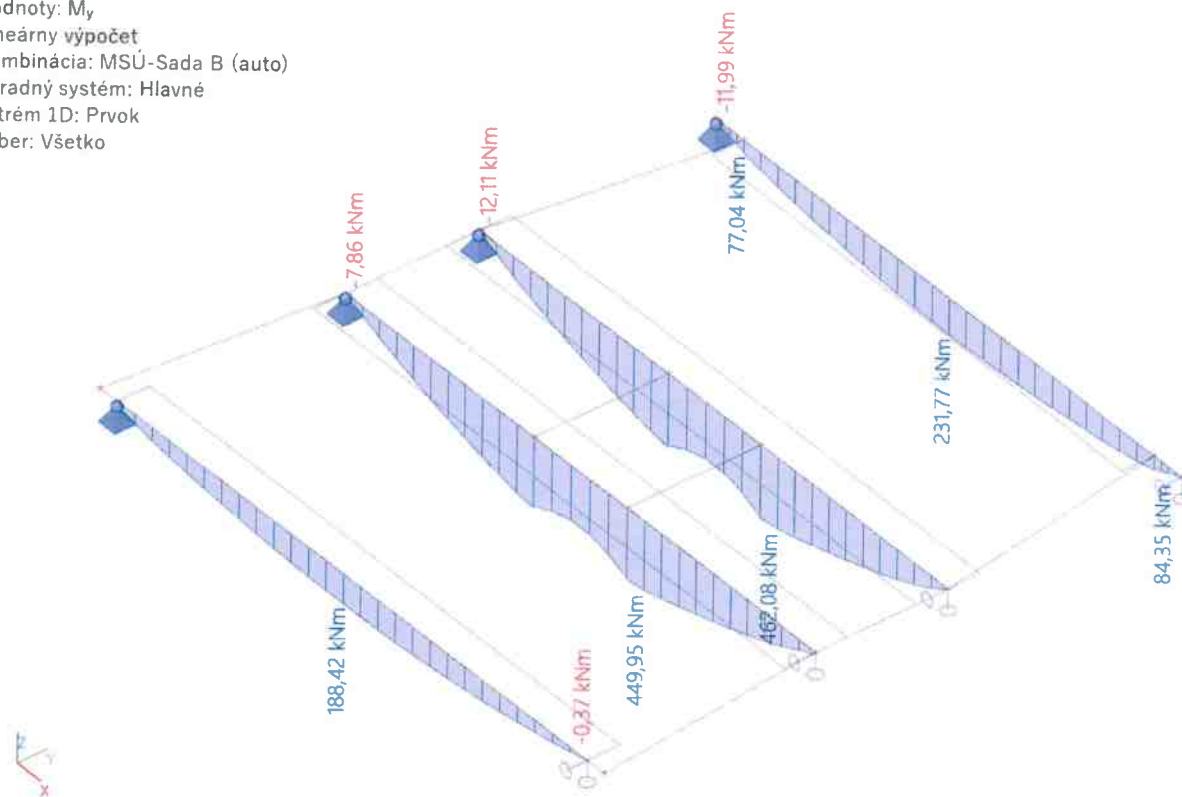 odnoty: My
neárny výpočet
mbinácia: MSÚ-Sada B (auto)
radný systém: Hlavné
trém 1D: Prvok
ber: Všetko
-11,99 kNm
-12,11 kNm
-7,86 kNm
77,04 kNm
231,77 kNm
84,35 kNm
462,08 kNm
449,95 kNm
188,42 kNm
-0,37 kNm
Z
Y
X